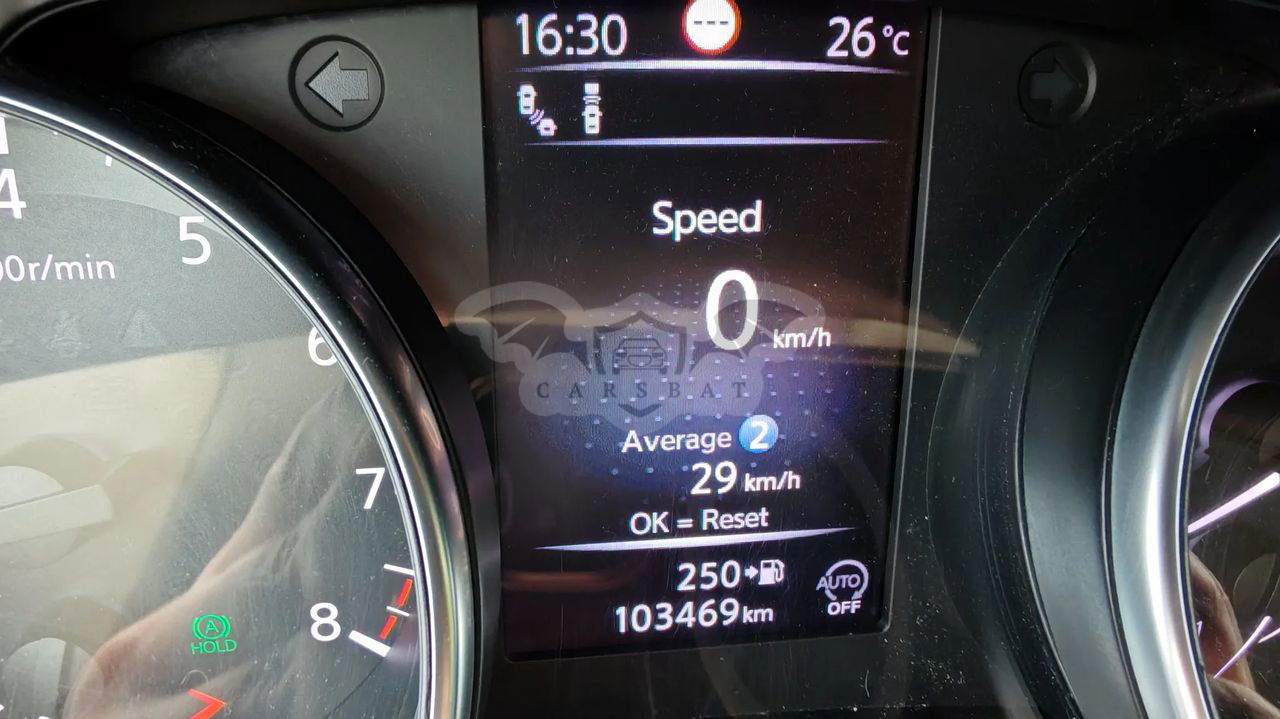 16:30
26 °C
Speed
0 km/h
CARSBAT
Average 2
29 km/h
OK = Reset
250
103469 km
AUTO
OFF
4
5
00r/min
6
7
8
A
HOLD